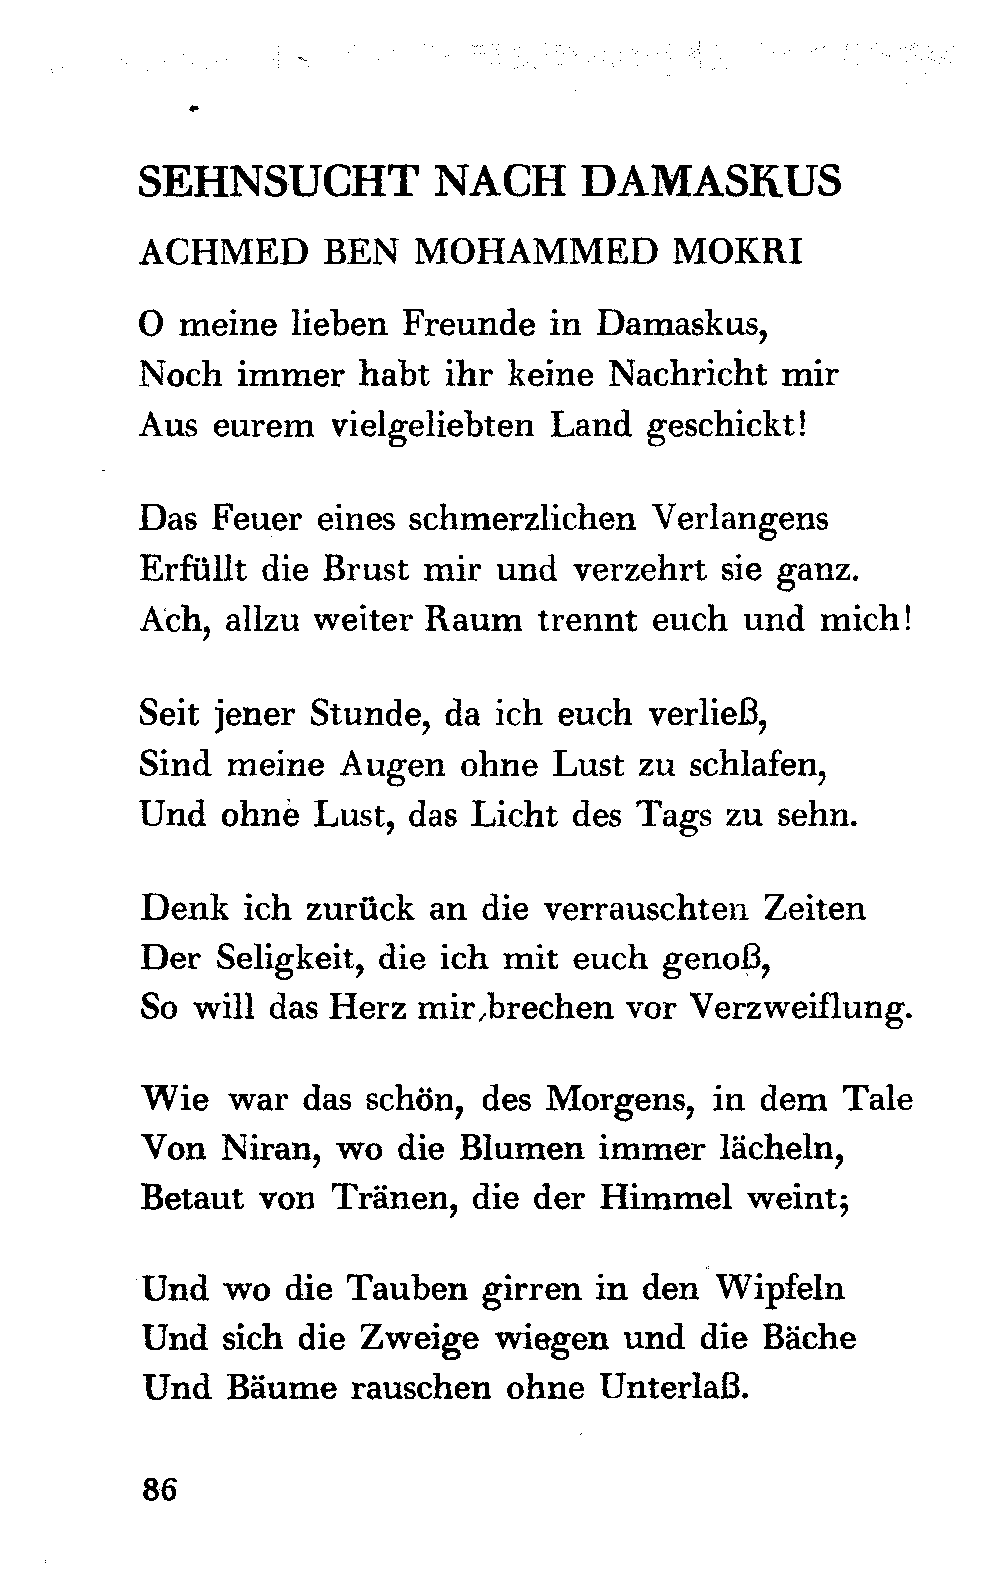 SEHNSUCHT NACH DAMASKUS
ACHMED BEN MOHAMMED MOKRI
O meine lieben Freunde in Damaskus,
Noch immer habt ihr keine Nachricht mir
Aus eurem vielgeliebten Land geschickt!
Das Feuer eines schmerzlichen Verlangens
Erfüllt die Brust mir und verzehrt sie ganz.
Ach, allzu weiter Raum trennt euch und mich!
Seit jener Stunde, da ich euch verließ,
Sind meine Augen ohne Lust zu schlafen,
Und ohne Lust, das Licht des Tags zu sehn.
Denk ich zurück an die verrauschten Zeiten
Der Seligkeit, die ich mit euch genoß,
So will das Herz mir brechen vor Verzweiflung.
Wie war das schön, des Morgens, in dem Tale
Von Niran, wo die Blumen immer lächeln,
Betaut von Tränen, die der Himmel weint;
Und wo die Tauben girren in den Wipfeln
Und sich die Zweige wiegen und die Bäche
Und Bäume rauschen ohne Unterlaß.
86